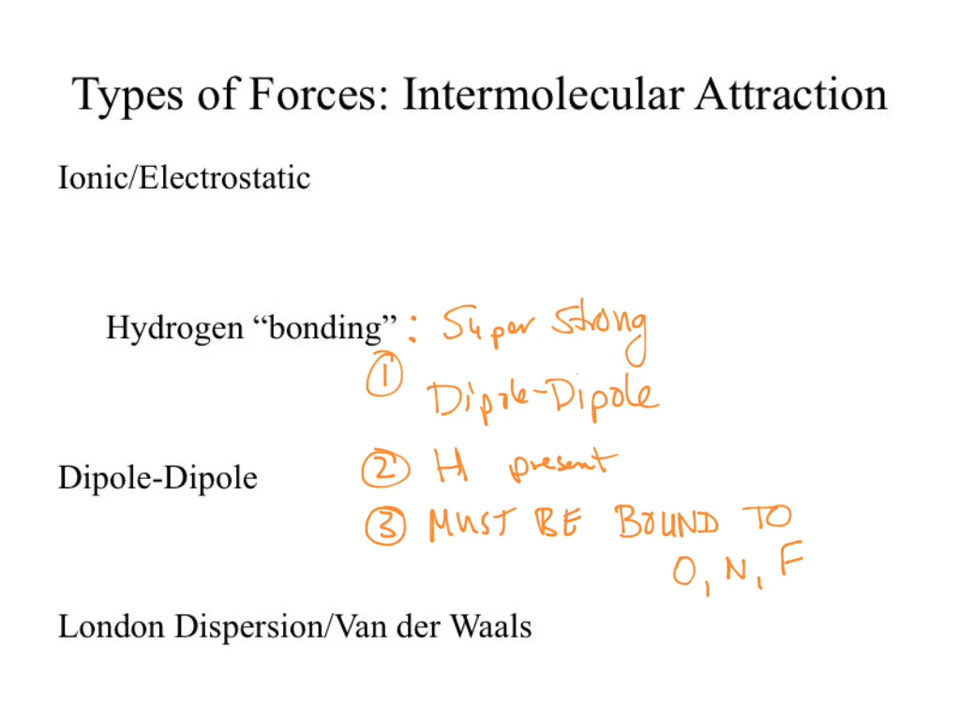 Types of Forces: Intermolecular Attraction
Ionic/Electrostatic
Hydrogen “bonding” : Super Strong
① Dipole-Dipole
② H present
Dipole-Dipole
③ MUST BE BOUND TO
O, N, F
London Dispersion/Van der Waals